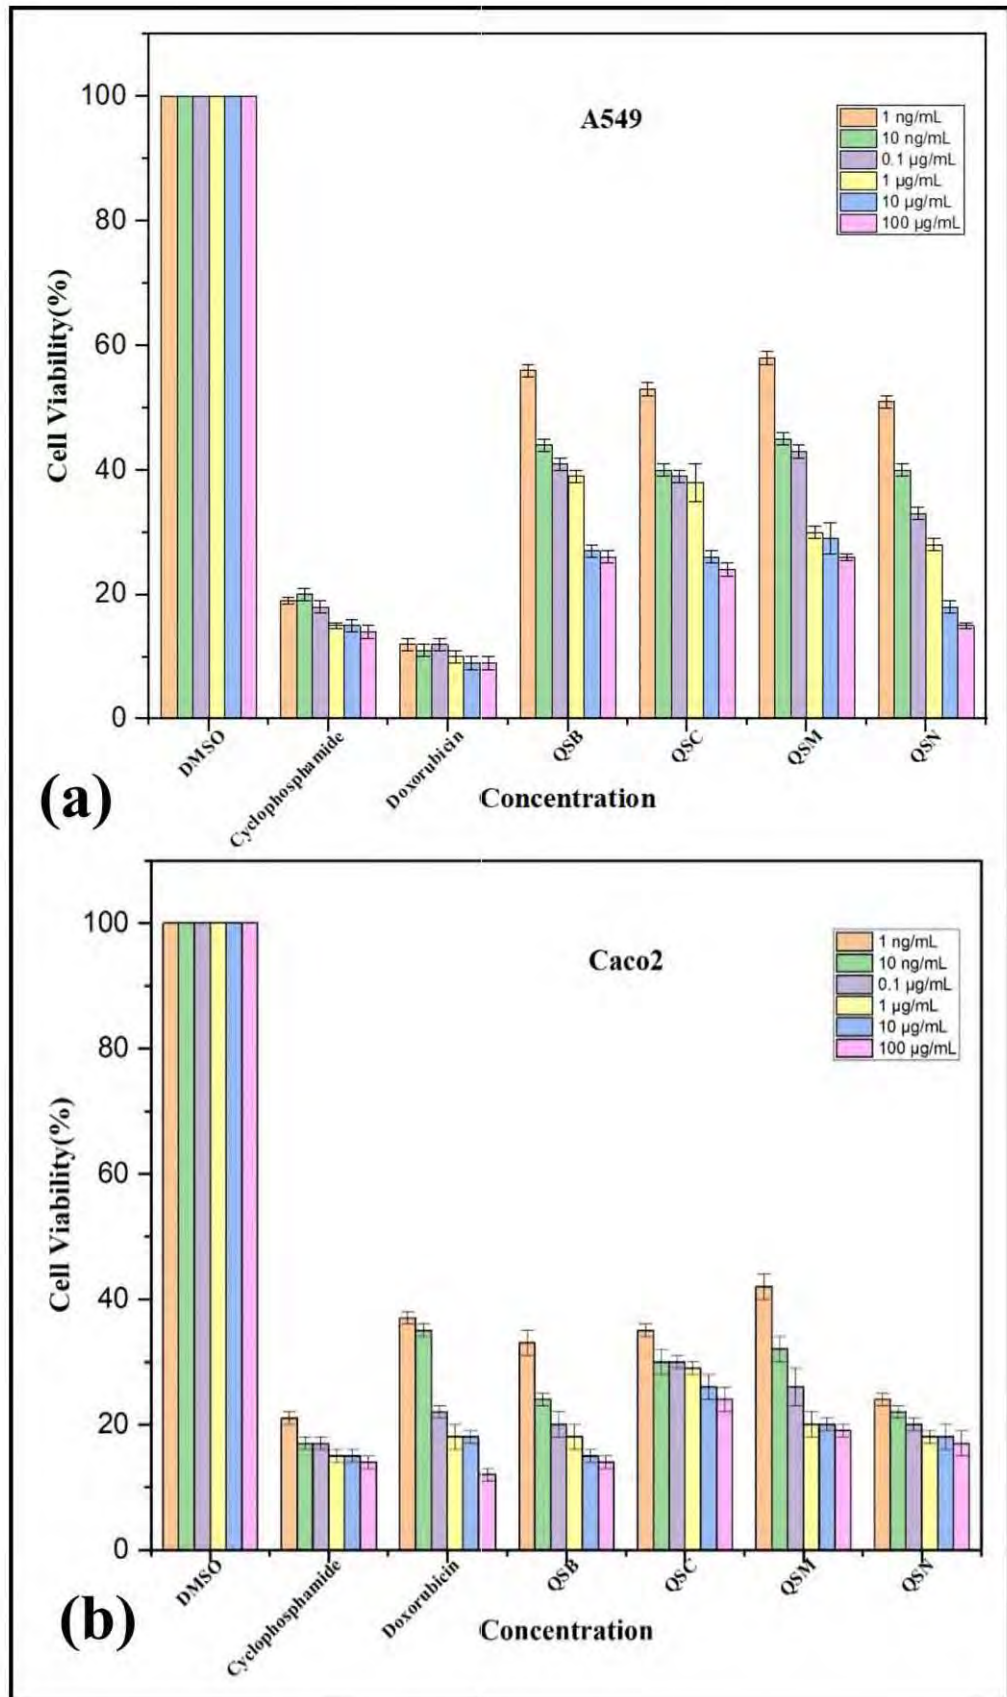 A549
1 ng/mL
10 ng/mL
0.1 µg/mL
1 µg/mL
10 µg/mL
100 µg/mL
Cell Viability(%)
100
80
60
40
20
0
DMSO
Cyclophosphamide
Doxorubicin
QSB
QSC
QSM
QSN
(a)
Concentration
Caco2
1 ng/mL
10 ng/mL
0.1 µg/mL
1 µg/mL
10 µg/mL
100 µg/mL
Cell Viability(%)
100
80
60
40
20
0
DMSO
Cyclophosphamide
Doxorubicin
QSB
QSC
QSM
QSN
(b)
Concentration